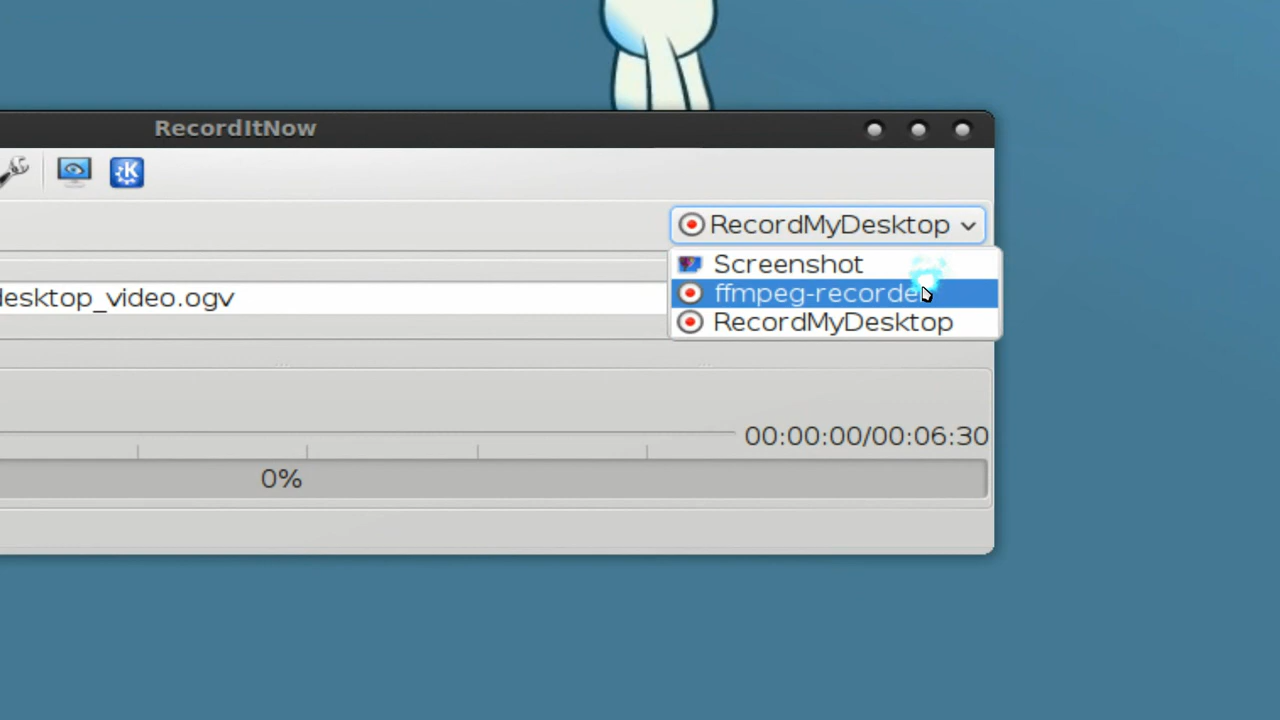 RecordItNow
RecordMyDesktop
Screenshot
ffmpeg-recorder
RecordMyDesktop
desktop_video.ogv
00:00:00/00:06:30
0%